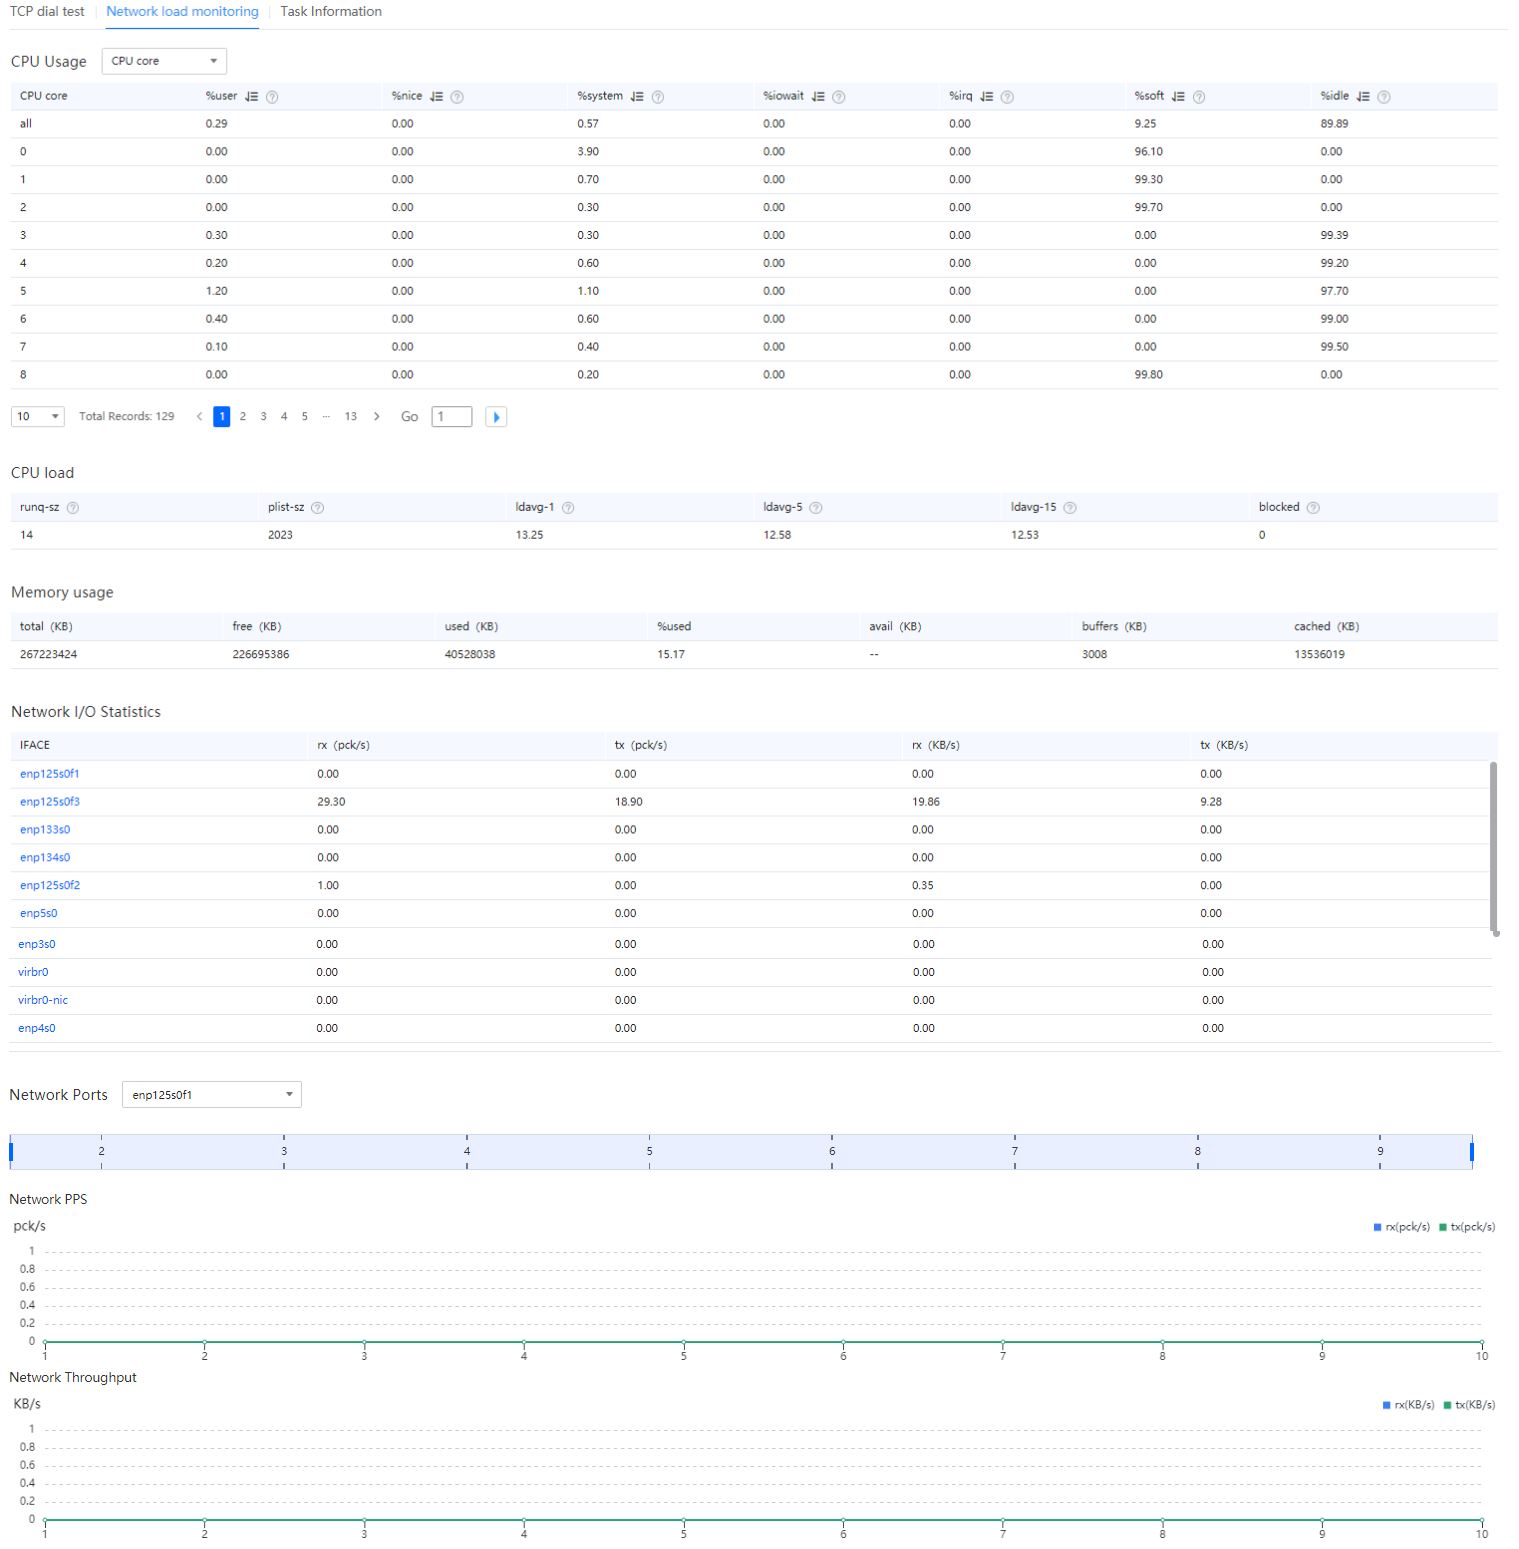 TCP dial test Network load monitoring Task Information
CPU Usage CPU core
CPU core %user %nice %system %iowait %irq %soft %idle
all 0.29 0.00 0.57 0.00 0.00 9.25 89.89
0 0.00 0.00 3.90 0.00 0.00 96.10 0.00
1 0.00 0.00 0.70 0.00 0.00 99.30 0.00
2 0.00 0.00 0.30 0.00 0.00 99.70 0.00
3 0.30 0.00 0.30 0.00 0.00 0.00 99.39
4 0.20 0.00 0.60 0.00 0.00 0.00 99.20
5 1.20 0.00 1.10 0.00 0.00 0.00 97.70
6 0.40 0.00 0.60 0.00 0.00 0.00 99.00
7 0.10 0.00 0.40 0.00 0.00 0.00 99.50
8 0.00 0.00 0.20 0.00 0.00 99.80 0.00
10 Total Records: 129 < 1 2 3 4 5 ··· 13 > Go 1
CPU load
runq-sz plist-sz ldavg-1 ldavg-5 ldavg-15 blocked
14 2023 13.25 12.58 12.53 0
Memory usage
total (KB) free (KB) used (KB) %used avail (KB) buffers (KB) cached (KB)
267223424 226695386 40528038 15.17 -- 3008 13536019
Network I/O Statistics
IFACE rx (pck/s) tx (pck/s) rx (KB/s) tx (KB/s)
enp125s0f1 0.00 0.00 0.00 0.00
enp125s0f3 29.30 18.90 19.86 9.28
enp133s0 0.00 0.00 0.00 0.00
enp134s0 0.00 0.00 0.00 0.00
enp125s0f2 1.00 0.00 0.35 0.00
enp5s0 0.00 0.00 0.00 0.00
enp3s0 0.00 0.00 0.00 0.00
virbr0 0.00 0.00 0.00 0.00
virbr0-nic 0.00 0.00 0.00 0.00
enp4s0 0.00 0.00 0.00 0.00
Network Ports enp125s0f1
2 3 4 5 6 7 8 9
Network PPS
pck/s rx(pck/s) tx(pck/s)
1
0.8
0.6
0.4
0.2
0
1 2 3 4 5 6 7 8 9 10
Network Throughput
KB/s rx(KB/s) tx(KB/s)
1
0.8
0.6
0.4
0.2
0
1 2 3 4 5 6 7 8 9 10